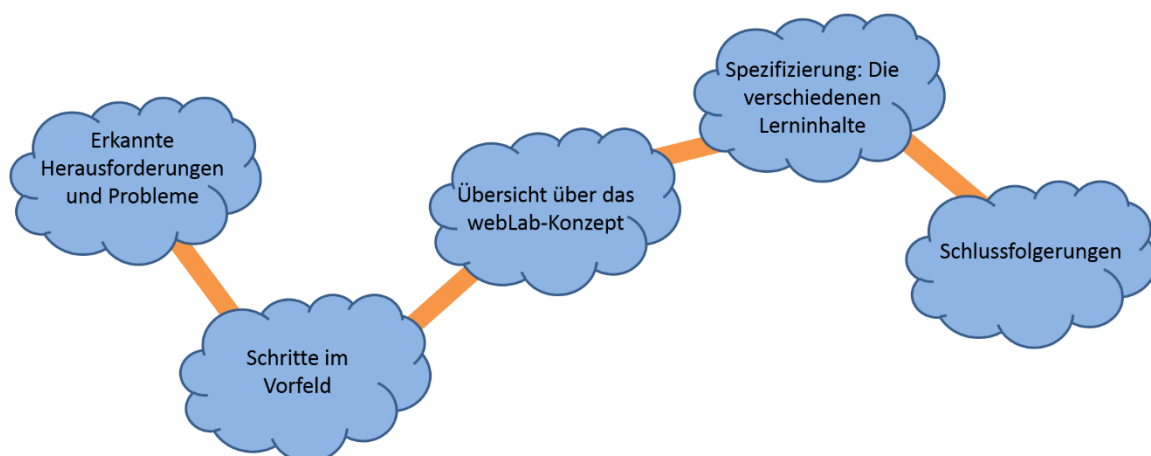 Erkannte
Herausforderungen
und Probleme
Schritte im
Vorfeld
Übersicht über das
webLab-Konzept
Spezifizierung: Die
verschiedenen
Lerninhalte
Schlussfolgerungen